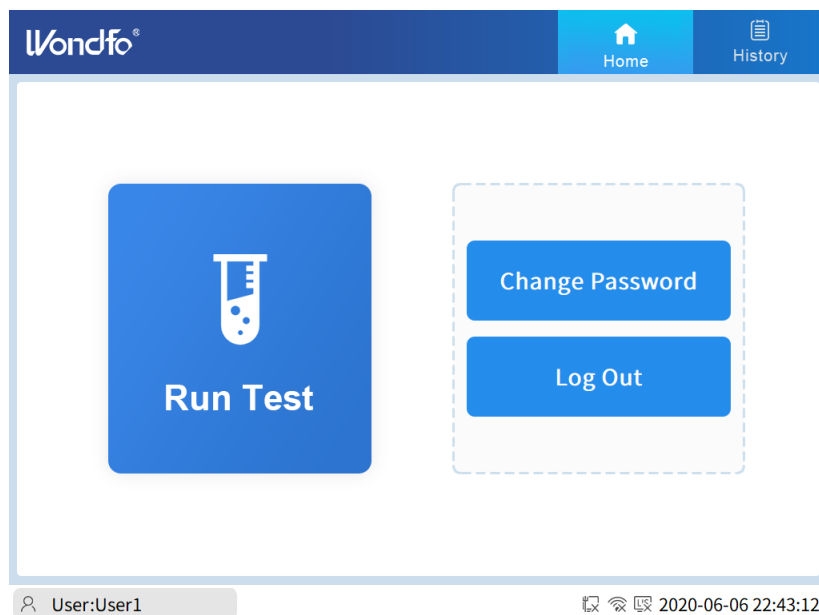 Wondfo®
Home
History
Run Test
Change Password
Log Out
User:User1
2020-06-06 22:43:12